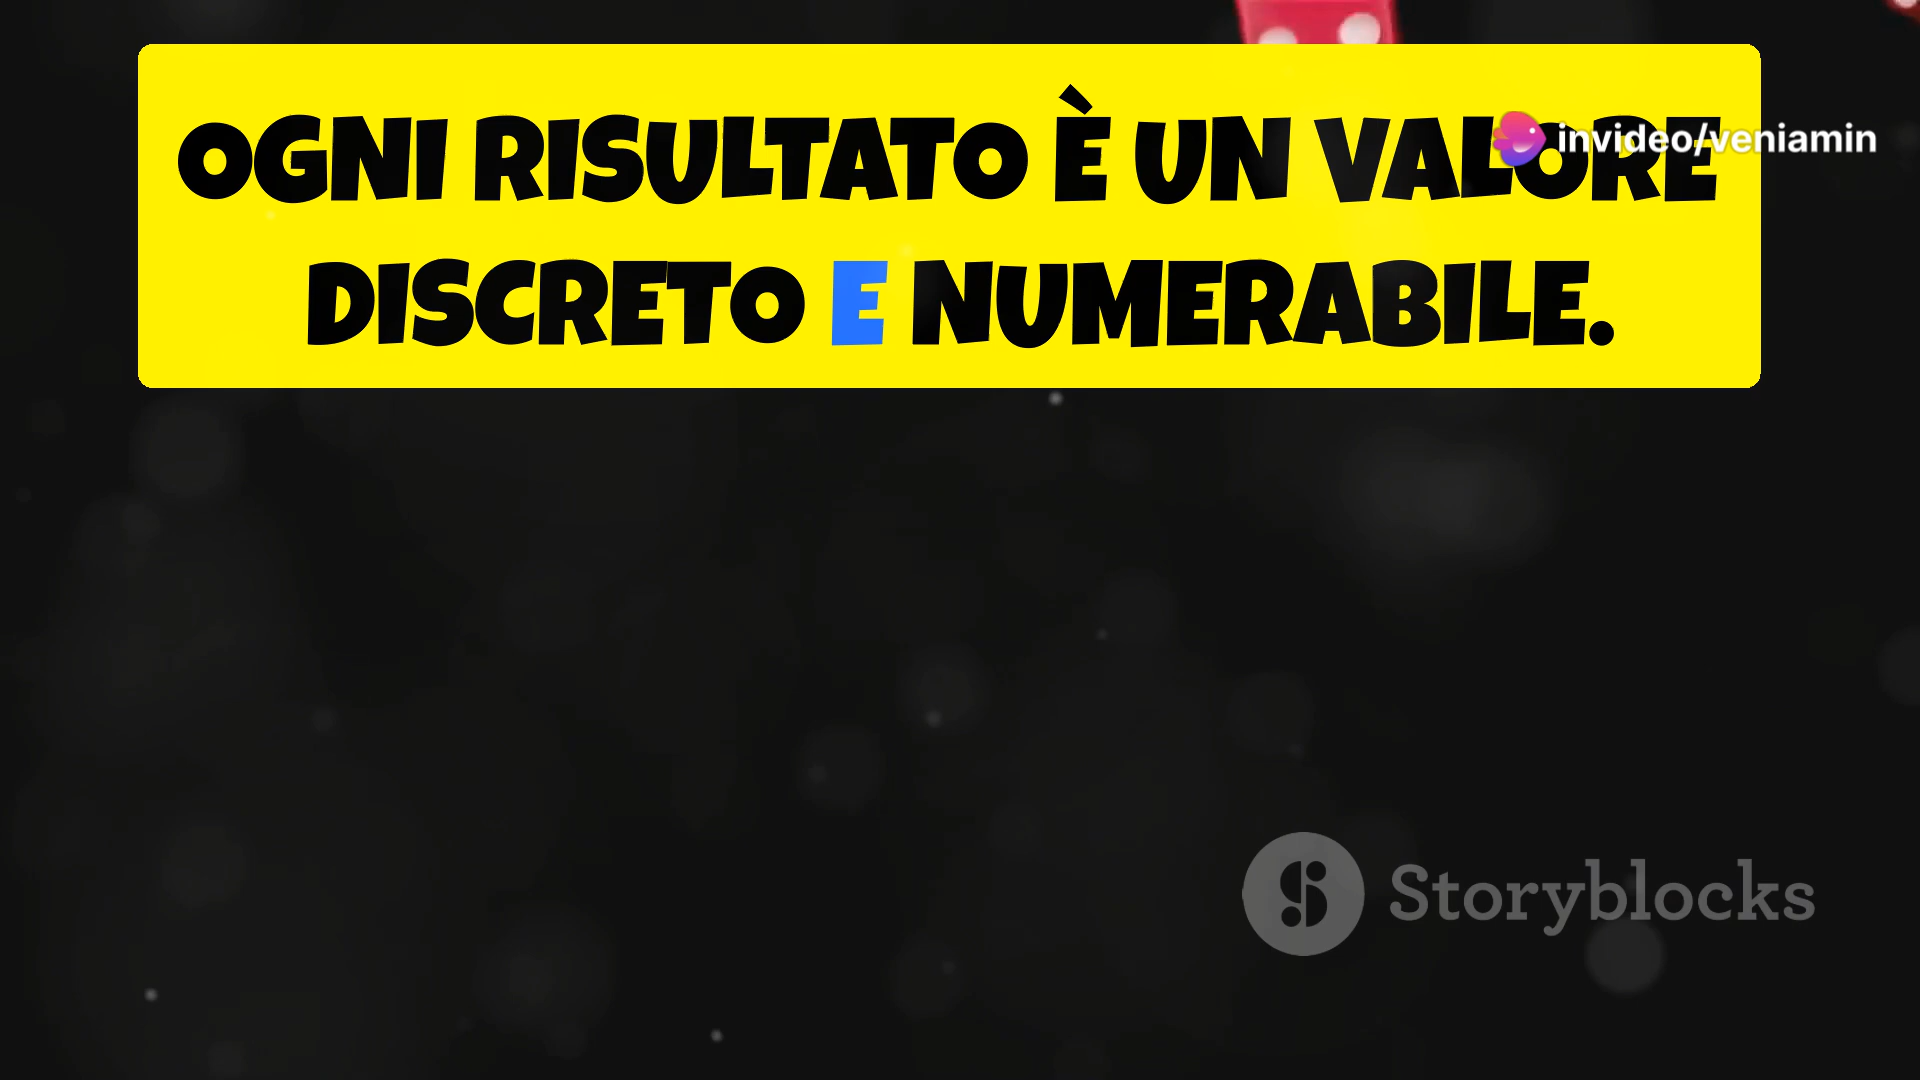 OGNI RISULTATO È UN VALORE
invideo/veniamin
DISCRETO E NUMERABILE.
Storyblocks